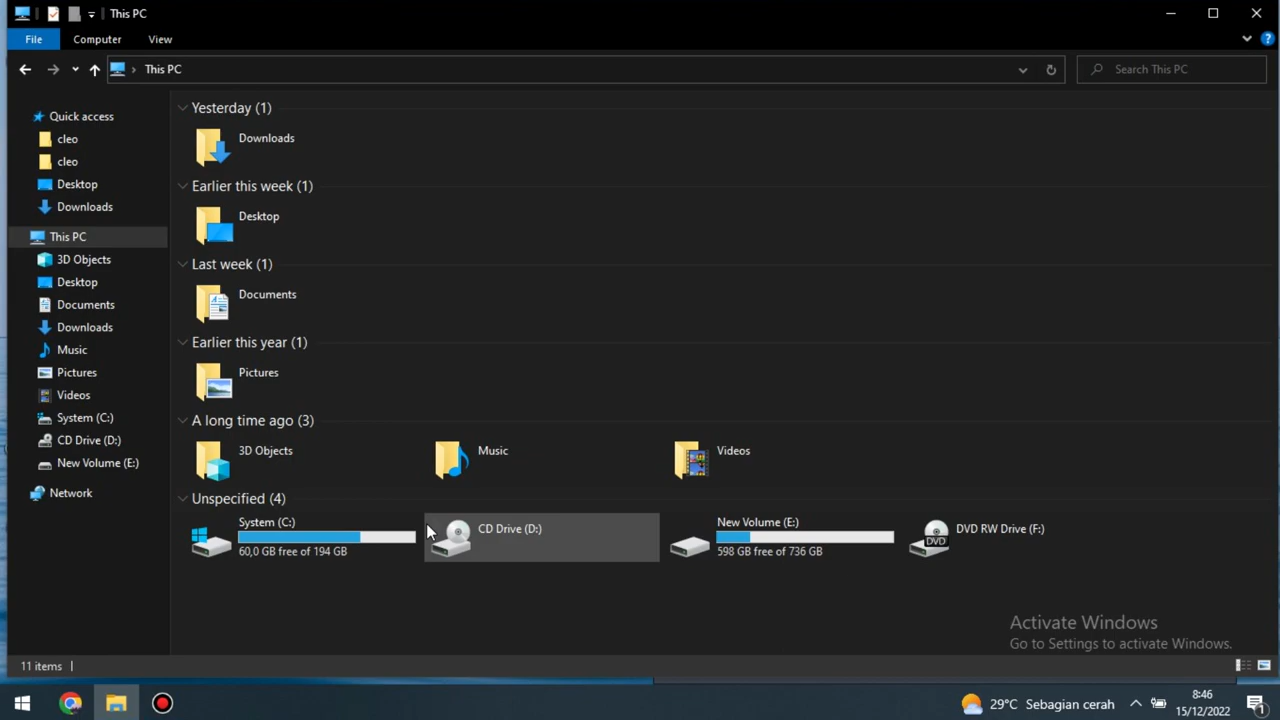 This PC
File
Computer
View
This PC
Search This PC
Quick access
cleo
cleo
Desktop
Downloads
This PC
3D Objects
Desktop
Documents
Downloads
Music
Pictures
Videos
System (C:)
CD Drive (D:)
New Volume (E:)
Network
Yesterday (1)
Downloads
Earlier this week (1)
Desktop
Last week (1)
Documents
Earlier this year (1)
Pictures
A long time ago (3)
3D Objects
Music
Videos
Unspecified (4)
System (C:)
60,0 GB free of 194 GB
CD Drive (D:)
New Volume (E:)
598 GB free of 736 GB
DVD RW Drive (F:)
DVD
Activate Windows
Go to Settings to activate Windows.
11 items
29°C Sebagian cerah
8:46
15/12/2022
1